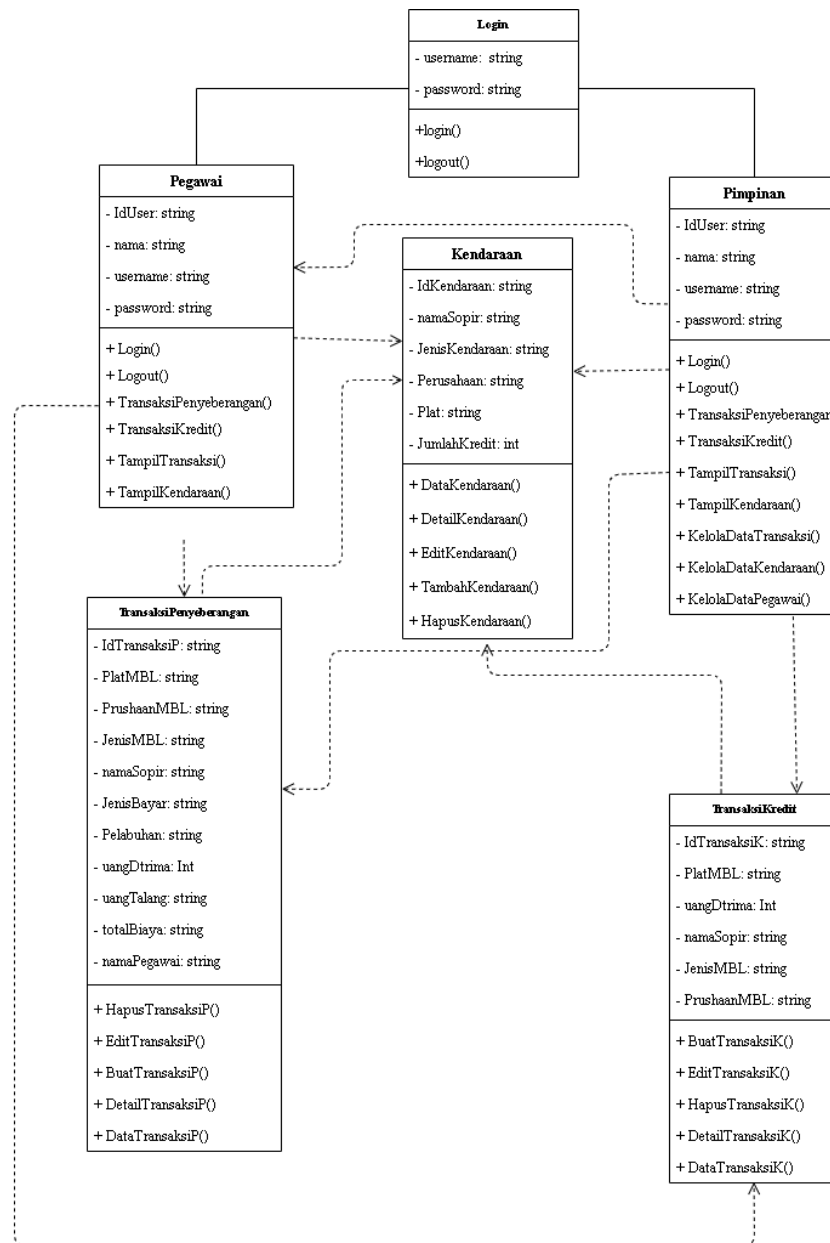 Login
- username: string
- password: string
+login()
+logout()
Pegawai
- IdUser: string
- nama: string
- username: string
- password: string
+ Login()
+ Logout()
+ TransaksiPenyeberangan()
+ TransaksiKredit()
+ TampilTransaksi()
+ TampilKendaraan()
Kendaraan
- IdKendaraan: string
- namaSopir: string
- JenisKendaraan: string
- Perusahaan: string
- Plat: string
- JumlahKredit: int
+ DataKendaraan()
+ DetailKendaraan()
+ EditKendaraan()
+ TambahKendaraan()
+ HapusKendaraan()
Pimpinan
- IdUser: string
- nama: string
- username: string
- password: string
+ Login()
+ Logout()
+ TransaksiPenyeberangan
+ TransaksiKredit()
+ TampilTransaksi()
+ TampilKendaraan()
+ KelolaDataTransaksi()
+ KelolaDataKendaraan()
+ KelolaDataPegawai()
TransaksiPenyeberangan
- IdTransaksiP: string
- PlatMBL: string
- PrushaanMBL: string
- JenisMBL: string
- namaSopir: string
- JenisBayar: string
- Pelabuhan: string
- uangDtrima: Int
- uangTalang: string
- totalBiaya: string
- namaPegawai: string
+ HapusTransaksiP()
+ EditTransaksiP()
+ BuatTransaksiP()
+ DetailTransaksiP()
+ DataTransaksiP()
TransaksiKredit
- IdTransaksiK: string
- PlatMBL: string
- uangDtrima: Int
- namaSopir: string
- JenisMBL: string
- PrushaanMBL: string
+ BuatTransaksiK()
+ EditTransaksiK()
+ HapusTransaksiK()
+ DetailTransaksiK()
+ DataTransaksiK()